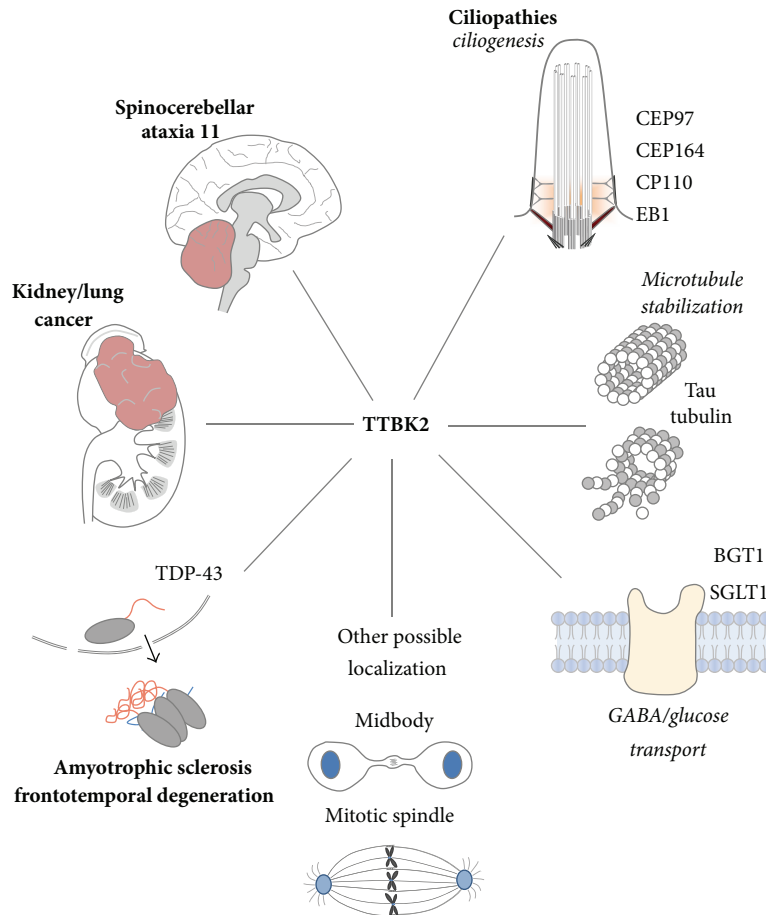 Ciliopathies
ciliogenesis
CEP97
CEP164
CP110
EB1
Spinocerebellar
ataxia 11
Kidney/lung
cancer
Microtubule
stabilization
Tau
tubulin
TTBK2
TDP-43
BGT1
SGLT1
GABA/glucose
transport
Other possible
localization
Midbody
Mitotic spindle
Amyotrophic sclerosis
frontotemporal degeneration